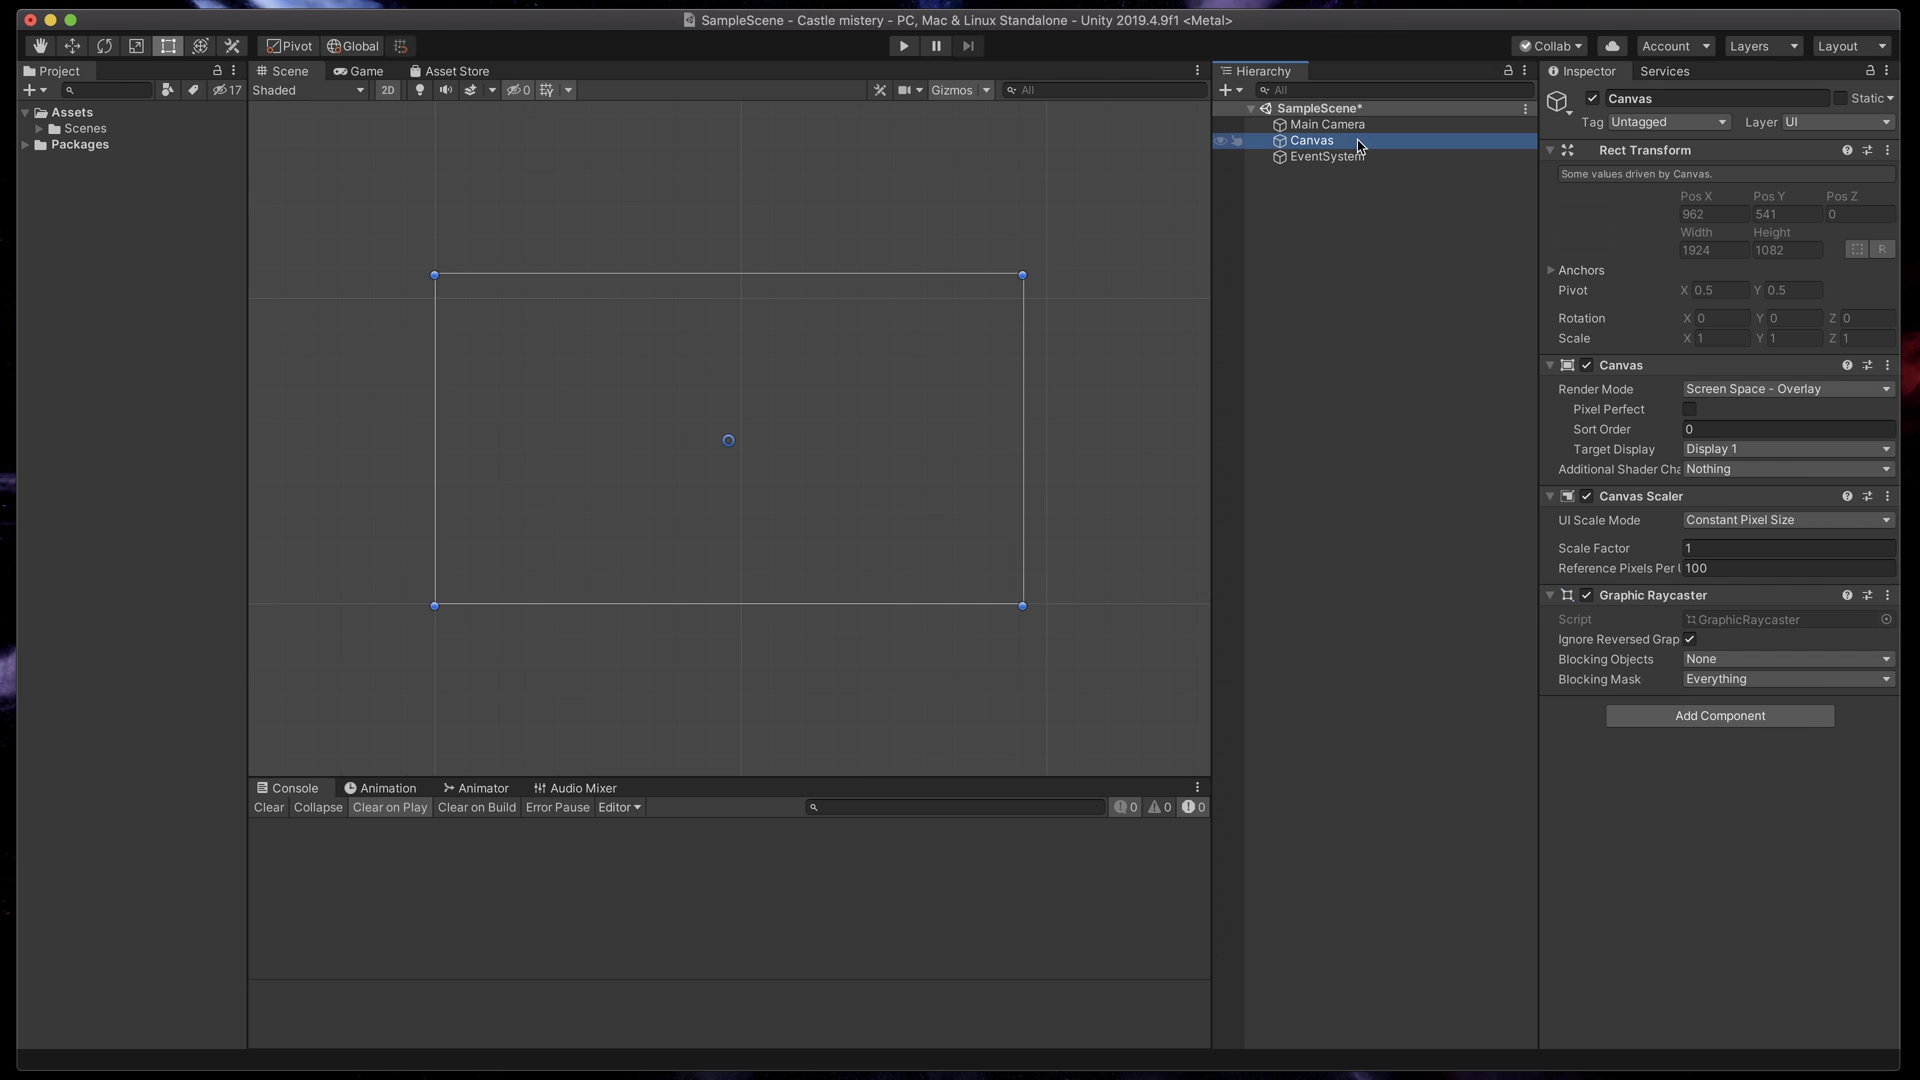 SampleScene - Castle mistery - PC, Mac & Linux Standalone - Unity 2019.4.9f1 <Metal>
Pivot Global Collab Account Layers Layout
Project
17
Assets
Scenes
Packages
Scene Game Asset Store
Shaded 2D 0 Gizmos All
Console Animation Animator Audio Mixer
Clear Collapse Clear on Play Clear on Build Error Pause Editor 0 0 0
Hierarchy
All
SampleScene*
Main Camera
Canvas
EventSystem
Inspector Services
Canvas Static
Tag Untagged Layer UI
Rect Transform
Some values driven by Canvas.
Pos X Pos Y Pos Z
962 541 0
Width Height
1924 1082 R
Anchors
Pivot X 0.5 Y 0.5
Rotation X 0 Y 0 Z 0
Scale X 1 Y 1 Z 1
Canvas
Render Mode Screen Space - Overlay
Pixel Perfect
Sort Order 0
Target Display Display 1
Additional Shader Cha Nothing
Canvas Scaler
UI Scale Mode Constant Pixel Size
Scale Factor 1
Reference Pixels Per U 100
Graphic Raycaster
Script GraphicRaycaster
Ignore Reversed Grap
Blocking Objects None
Blocking Mask Everything
Add Component